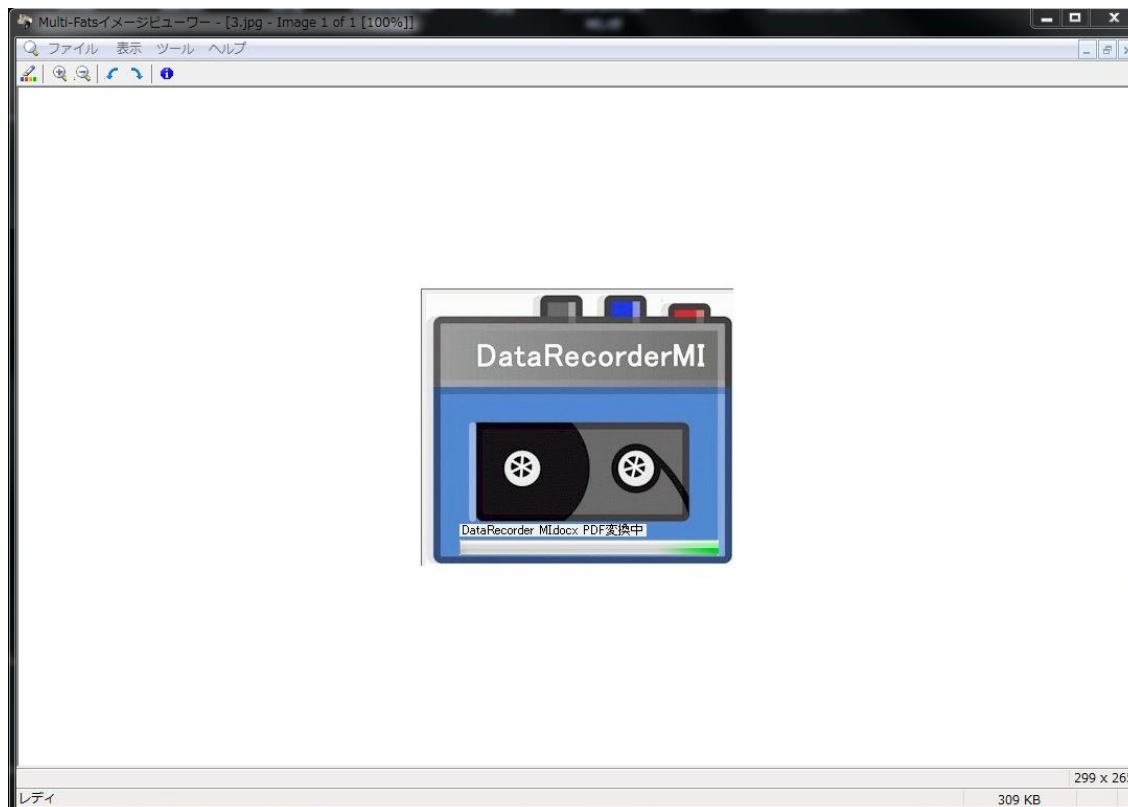 Multi-Fatsイメージビューワー - [3.jpg - Image 1 of 1 [100%]]
ファイル 表示 ツール ヘルプ
DataRecorderMI
DataRecorder MI.docx PDF変換中
299 x 265
レディ
309 KB